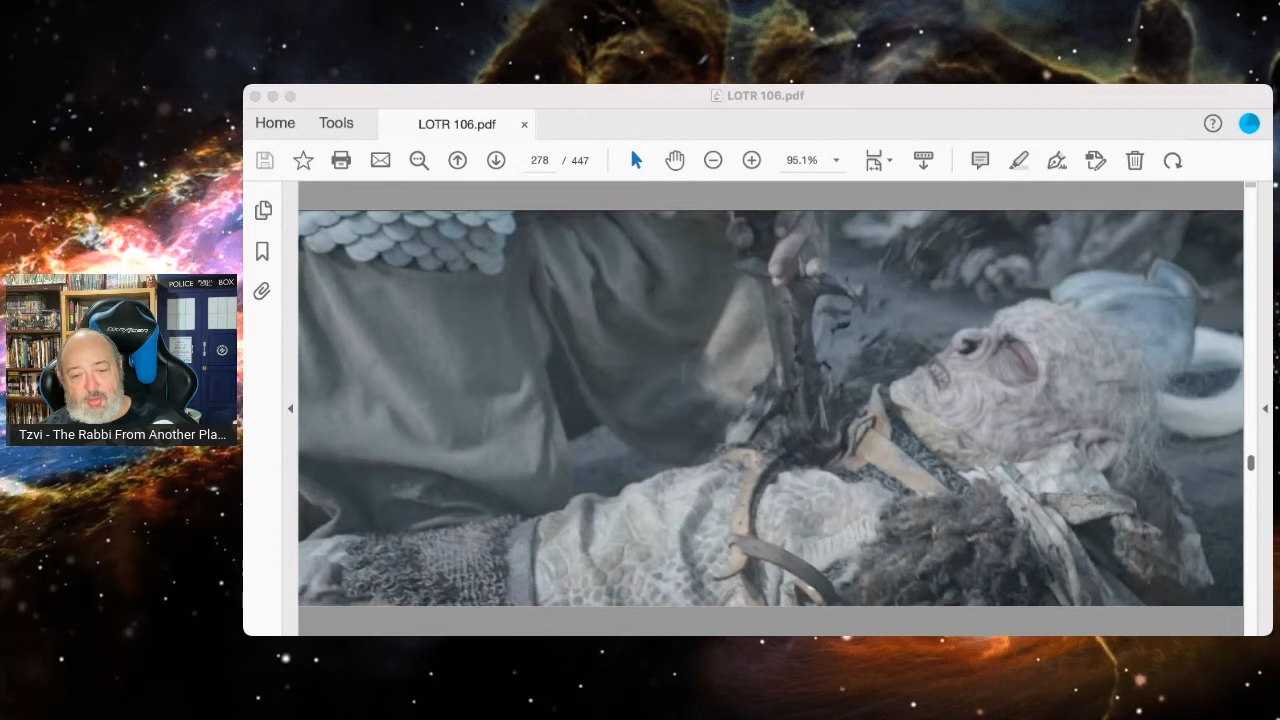 LOTR 106.pdf
Home
Tools
LOTR 106.pdf
278 / 447
95.1%
POLICE BOX
DXRACER
Tzvi - The Rabbi From Another Pla...